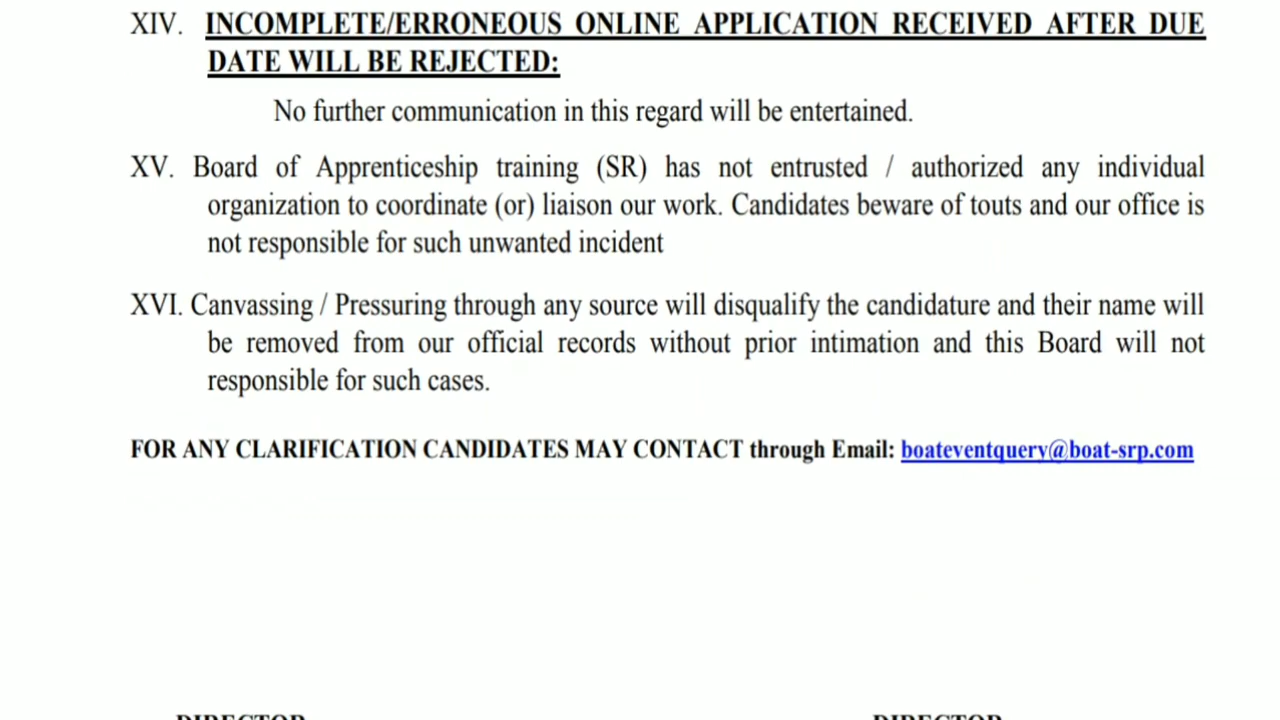 XIV. INCOMPLETE/ERRONEOUS ONLINE APPLICATION RECEIVED AFTER DUE
DATE WILL BE REJECTED:
No further communication in this regard will be entertained.
XV. Board of Apprenticeship training (SR) has not entrusted / authorized any individual
organization to coordinate (or) liaison our work. Candidates beware of touts and our office is
not responsible for such unwanted incident
XVI. Canvassing / Pressuring through any source will disqualify the candidature and their name will
be removed from our official records without prior intimation and this Board will not
responsible for such cases.
FOR ANY CLARIFICATION CANDIDATES MAY CONTACT through Email: boateventquery@boat-srp.com
DIRECTOR DIRECTOR